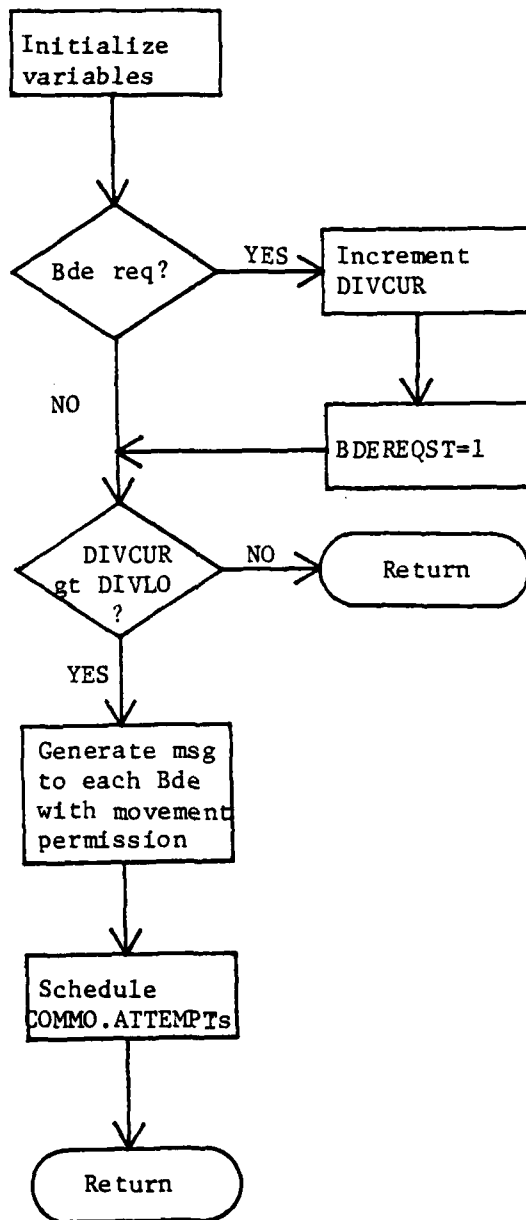 Initialize
variables
Bde req?
YES
Increment
DIVCUR
NO
BDEREQST=1
DIVCUR
gt DIVLO
?
NO
Return
YES
Generate msg
to each Bde
with movement
permission
Schedule
COMMO.ATTEMPTs
Return